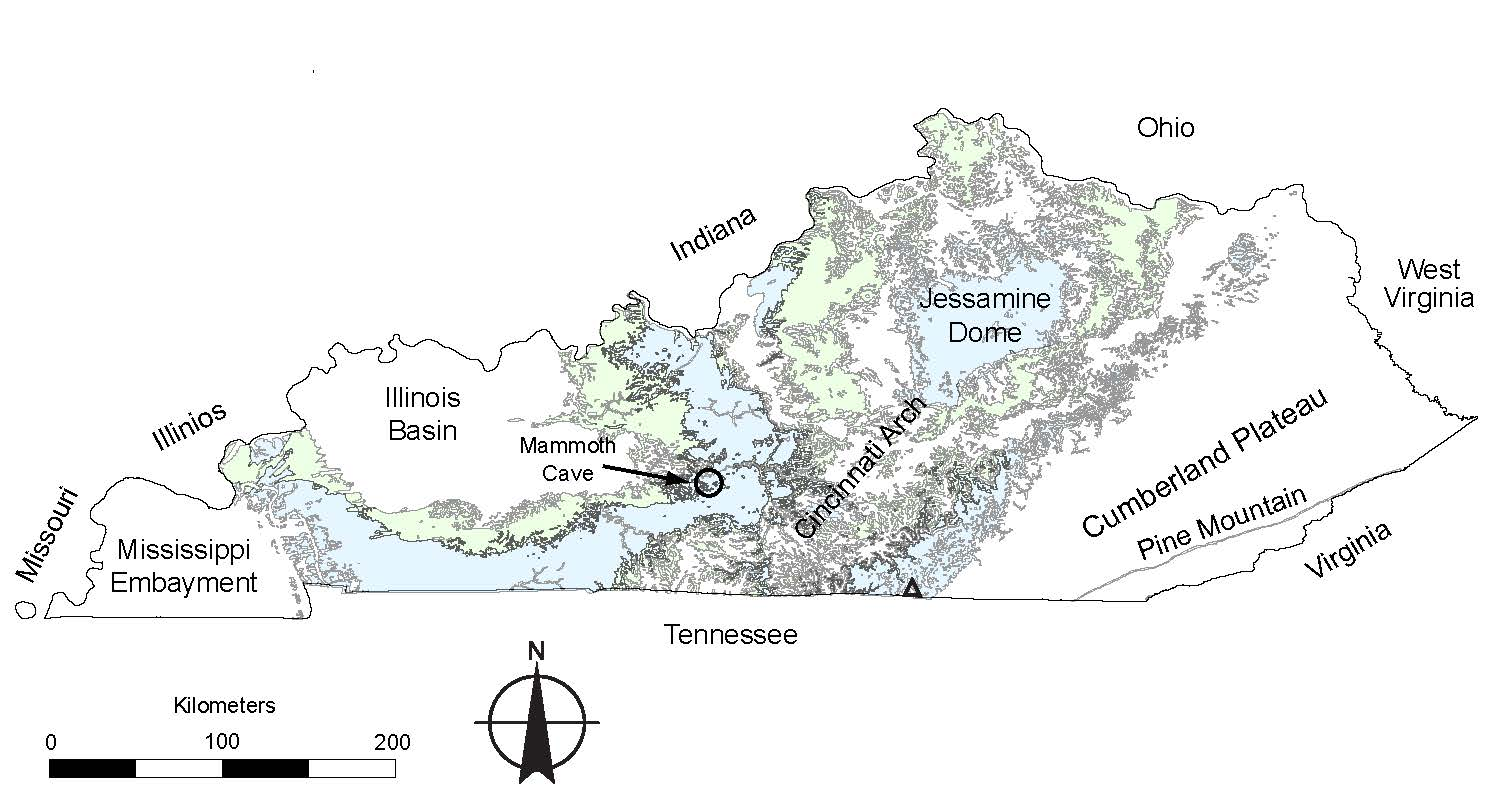 Ohio
Indiana
West
Virginia
Jessamine
Dome
Illinois
Basin
Illinios
Mammoth
Cave
Cincinnati Arch
Cumberland Plateau
Pine Mountain
Virginia
Missouri
Mississippi
Embayment
Tennessee
N
Kilometers
0 100 200